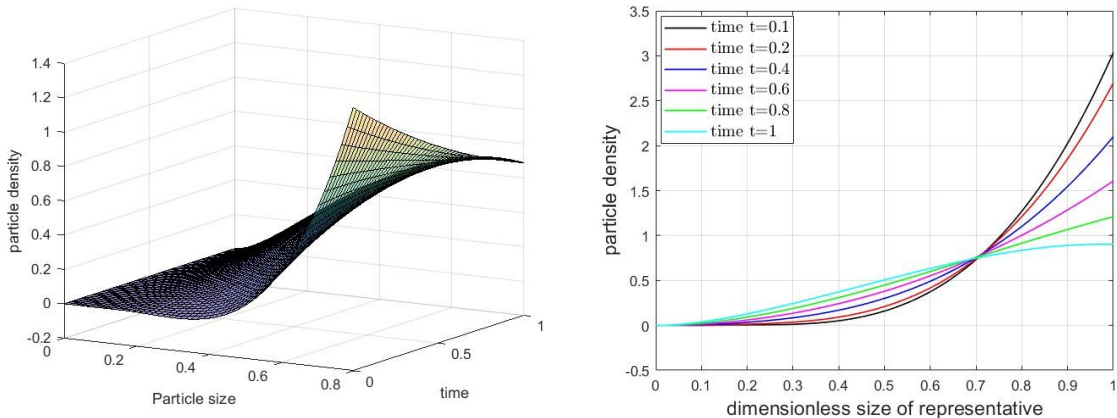 1.4
1.2
1
0.8
0.6
0.4
0.2
0
-0.2
particle density
0
0.2
0.4
0.6
0.8
Particle size
0
0.5
1
time
3.5
3
2.5
2
1.5
1
0.5
0
-0.5
particle density
time t=0.1
time t=0.2
time t=0.4
time t=0.6
time t=0.8
time t=1
0 0.1 0.2 0.3 0.4 0.5 0.6 0.7 0.8 0.9 1
dimensionless size of representative